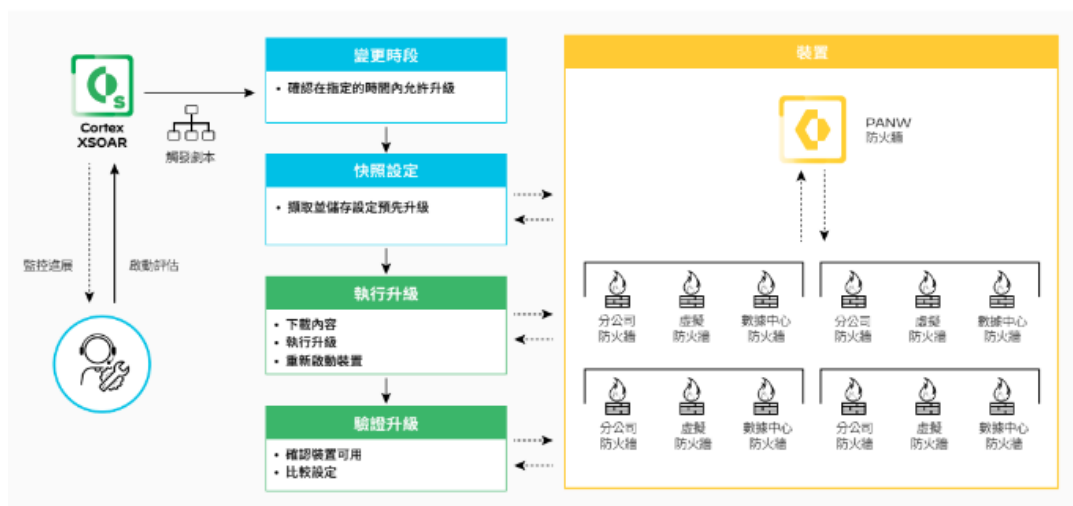 Cortex
XSOAR
觸發劇本
監控進展
啟動評估
變更時段
• 確認在指定的時間內允許升級
快照設定
• 擷取並儲存設定預先升級
執行升級
• 下載內容
• 執行升級
• 重新啟動裝置
驗證升級
• 確認裝置可用
• 比較設定
裝置
PANW
防火牆
分公司
防火牆
虛擬
防火牆
數據中心
防火牆
分公司
防火牆
虛擬
防火牆
數據中心
防火牆
分公司
防火牆
虛擬
防火牆
數據中心
防火牆
分公司
防火牆
虛擬
防火牆
數據中心
防火牆